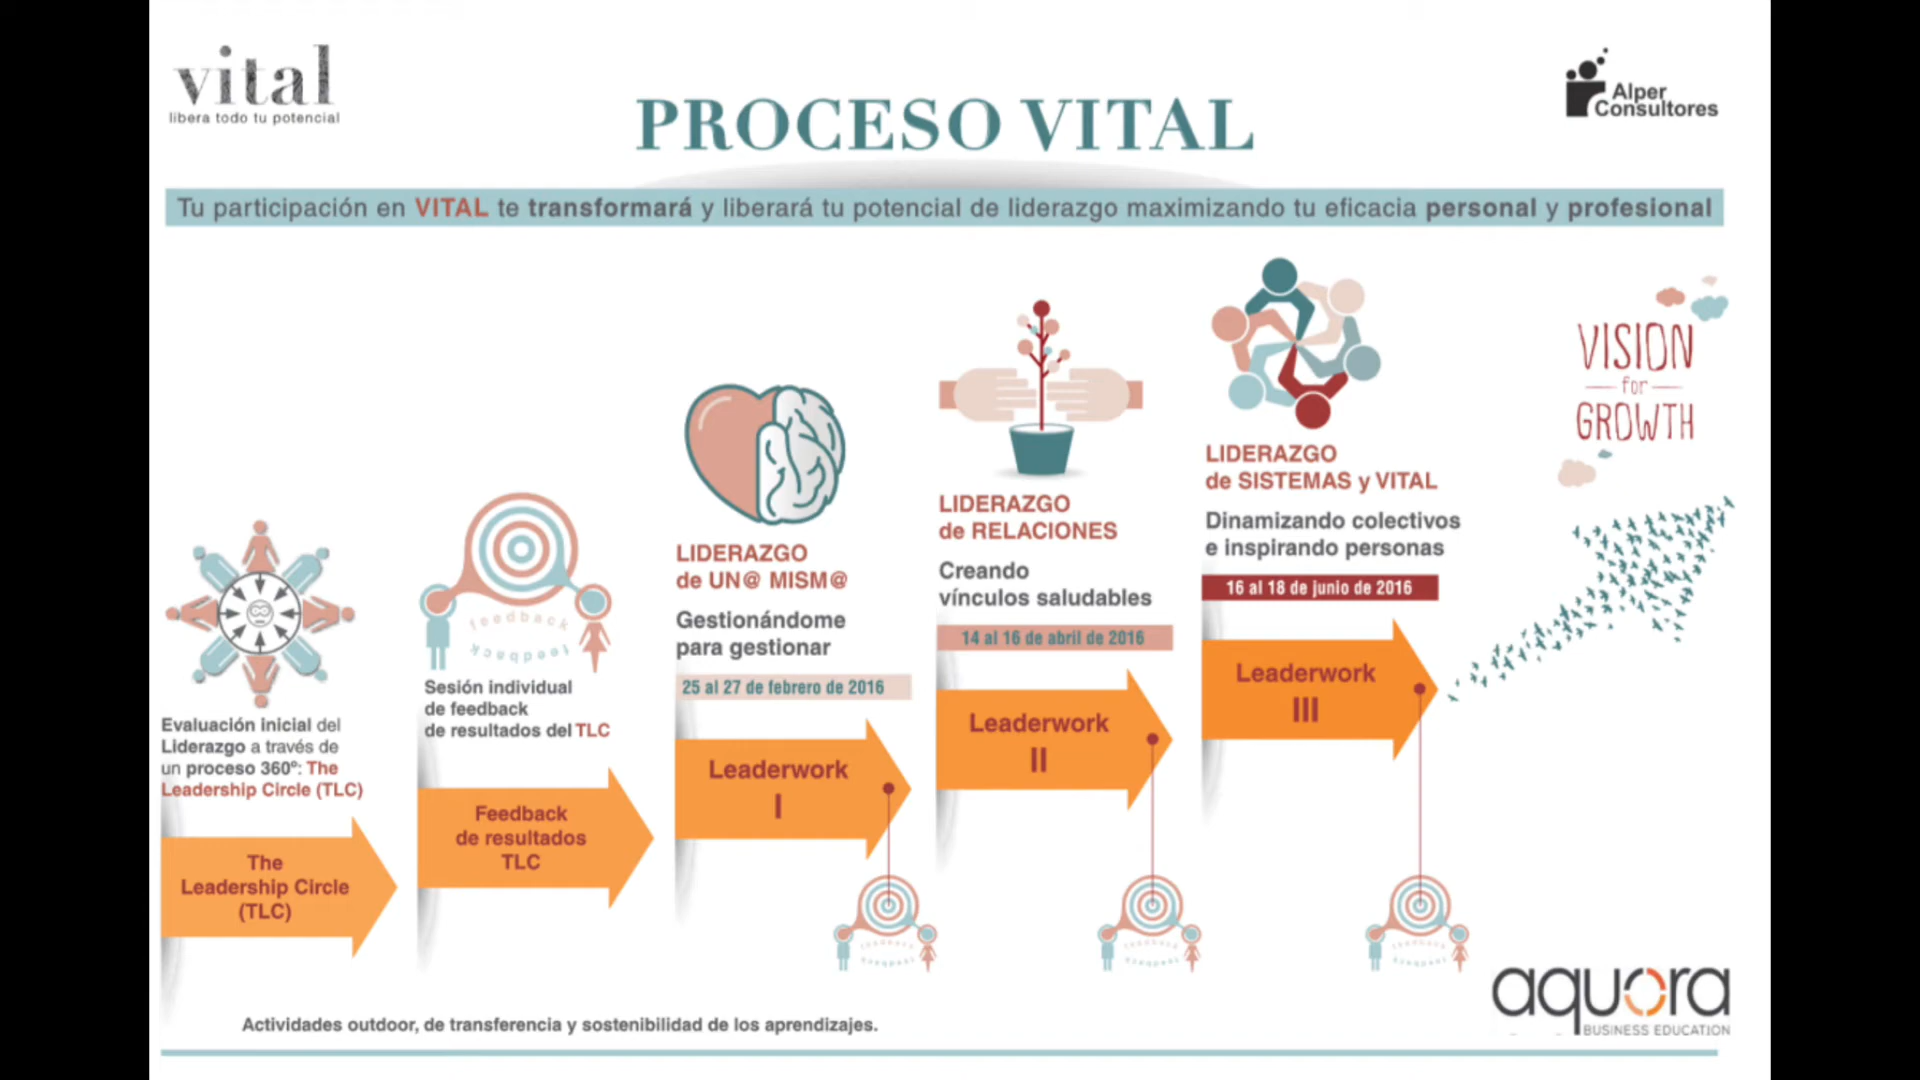 vital
libera todo tu potencial
Alper
Consultores
PROCESO VITAL
Tu participación en VITAL te transformará y liberará tu potencial de liderazgo maximizando tu eficacia personal y profesional
VISION
for
GROWTH
LIDERAZGO
de SISTEMAS y VITAL
Dinamizando colectivos
e inspirando personas
16 al 18 de junio de 2016
Leaderwork
III
LIDERAZGO
de RELACIONES
Creando
vínculos saludables
14 al 16 de abril de 2016
Leaderwork
II
LIDERAZGO
de UN@ MISM@
Gestionándome
para gestionar
25 al 27 de febrero de 2016
Leaderwork
I
feedback
feedback
Sesión individual
de feedback
de resultados del TLC
Feedback
de resultados
TLC
Evaluación inicial del
Liderazgo a través de
un proceso 360º: The
Leadership Circle (TLC)
The
Leadership Circle
(TLC)
feedback
feedback
feedback
feedback
feedback
feedback
Actividades outdoor, de transferencia y sostenibilidad de los aprendizajes.
aquora
BUSINESS EDUCATION